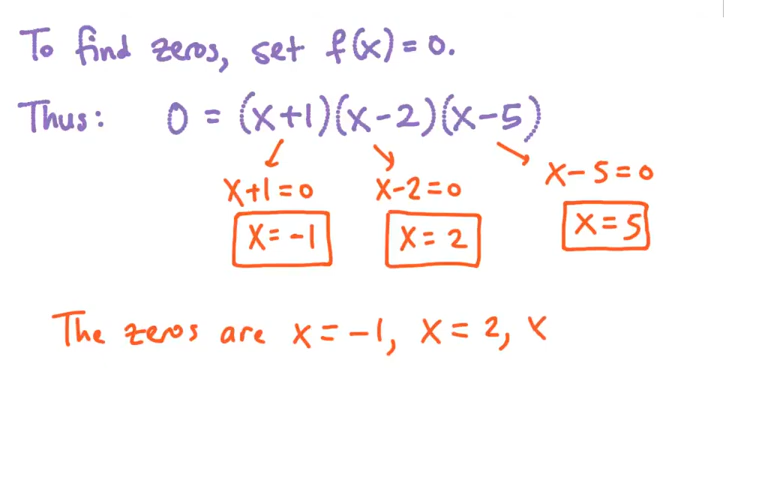 To find zeros, set f(x) = 0.
Thus: 0 = (x+1)(x-2)(x-5)
x+1=0 x-2=0 x-5=0
x=-1 x=2 x=5
The zeros are x=-1, x=2, x